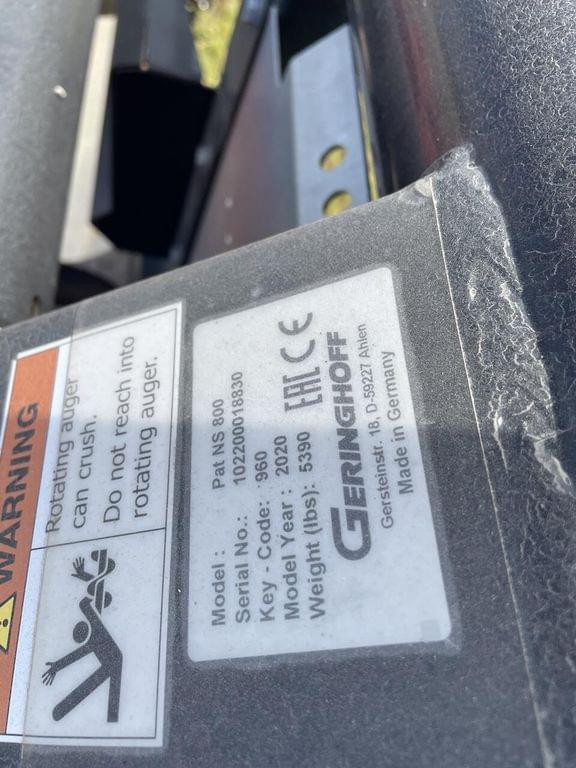 WARNING
Rotating auger
can crush.
Do not reach into
rotating auger.
Model : Pat NS 800
Serial No.: 102200018830
Key - Code: 960
Model Year : 2020
Weight (lbs): 5390
EAC CE
GERINGHOFF
Gersteinstr. 18, D-59227 Ahlen
Made in Germany